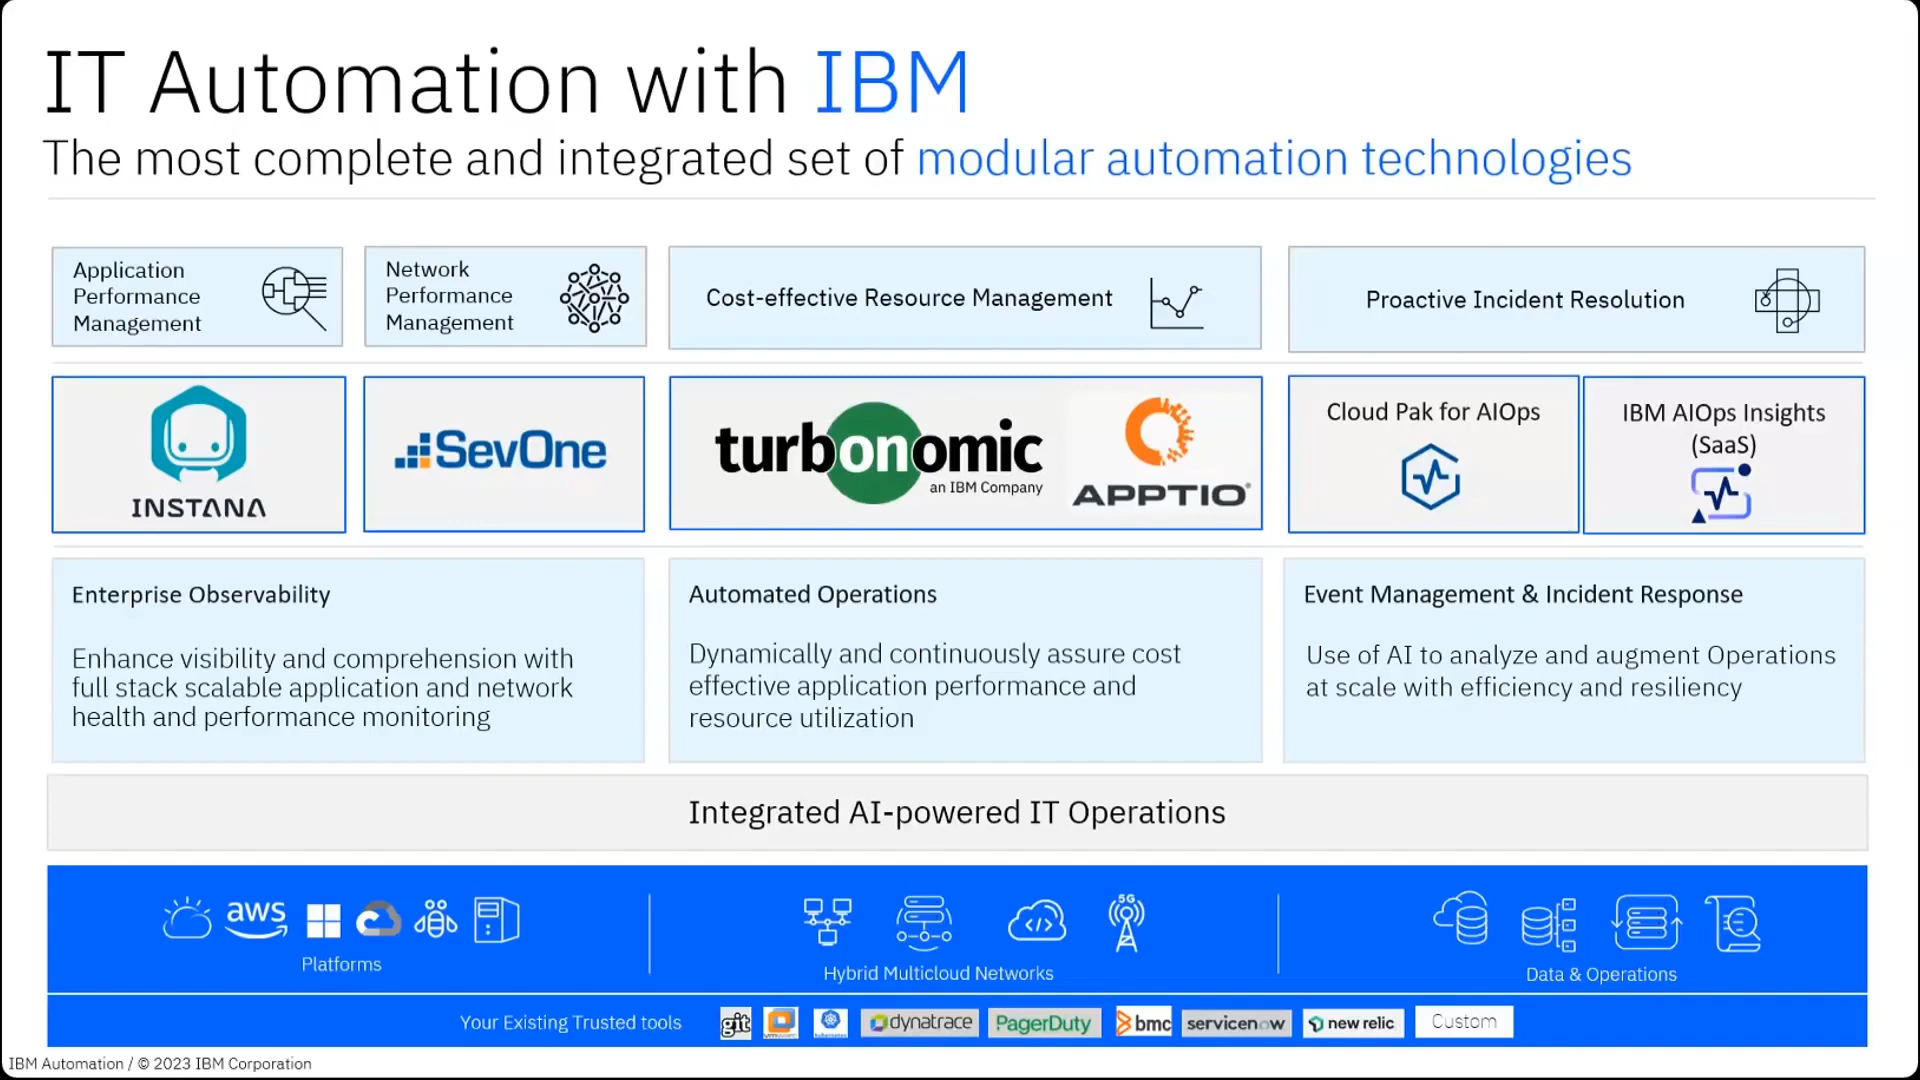 IT Automation with IBM
The most complete and integrated set of modular automation technologies
Application
Performance
Management
Network
Performance
Management
Cost-effective Resource Management
Proactive Incident Resolution
INSTANA
SevOne
turbonomic
an IBM Company
APPTIO
Cloud Pak for AIOps
IBM AIOps Insights
(SaaS)
Enterprise Observability
Enhance visibility and comprehension with
full stack scalable application and network
health and performance monitoring
Automated Operations
Dynamically and continuously assure cost
effective application performance and
resource utilization
Event Management & Incident Response
Use of AI to analyze and augment Operations
at scale with efficiency and resiliency
Integrated AI-powered IT Operations
aws
Platforms
5G
Hybrid Multicloud Networks
Data & Operations
Your Existing Trusted tools
git
dynatrace
PagerDuty
bmc
servicenow
new relic
Custom
IBM Automation / © 2023 IBM Corporation